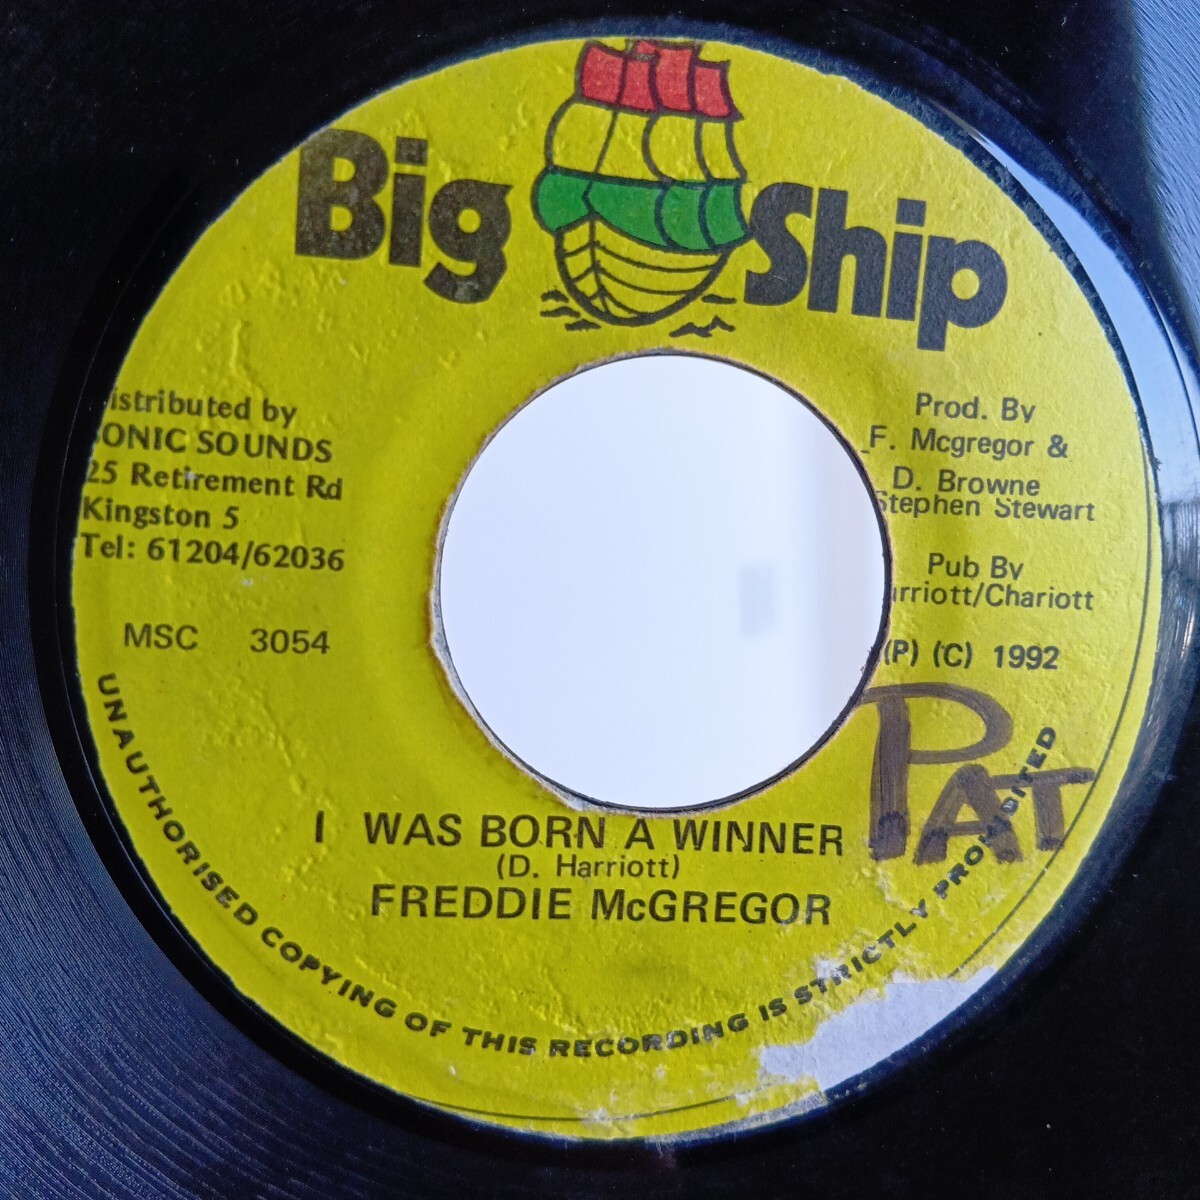 Big Ship
istributed by
SONIC SOUNDS
25 Retirement Rd
Kingston 5
Tel: 61204/62036
MSC 3054
Prod. By
F. Mcgregor &
D. Browne
Stephen Stewart
Pub By
rriott/Chariott
(P) (C) 1992
PAT
I WAS BORN A WINNER
(D. Harriott)
FREDDIE McGREGOR
UNAUTHORISED COPYING OF THIS RECORDING IS STRICTLY PROHIBITED